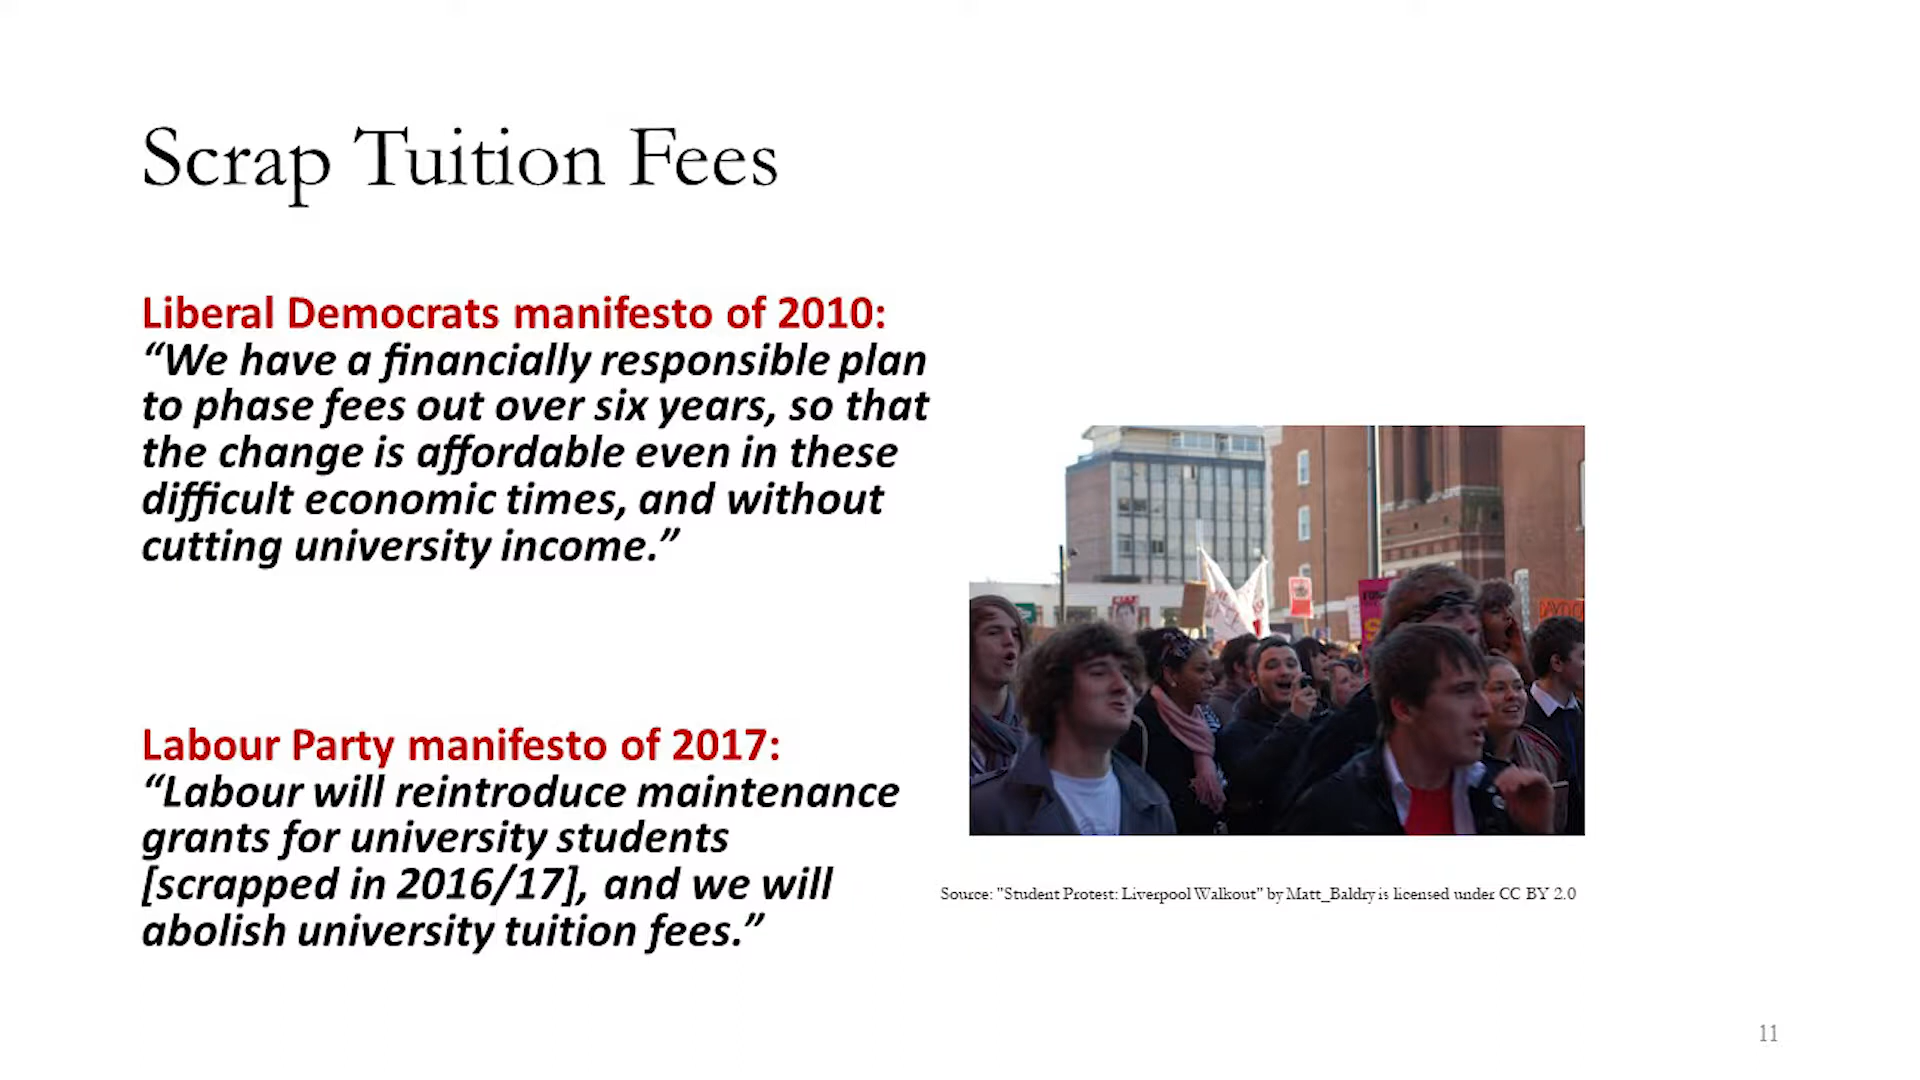 Scrap Tuition Fees
Liberal Democrats manifesto of 2010:
“We have a financially responsible plan
to phase fees out over six years, so that
the change is affordable even in these
difficult economic times, and without
cutting university income.”
Labour Party manifesto of 2017:
“Labour will reintroduce maintenance
grants for university students
[scrapped in 2016/17], and we will
abolish university tuition fees.”
Source: "Student Protest: Liverpool Walkout" by Matt_Baldry is licensed under CC BY 2.0
11